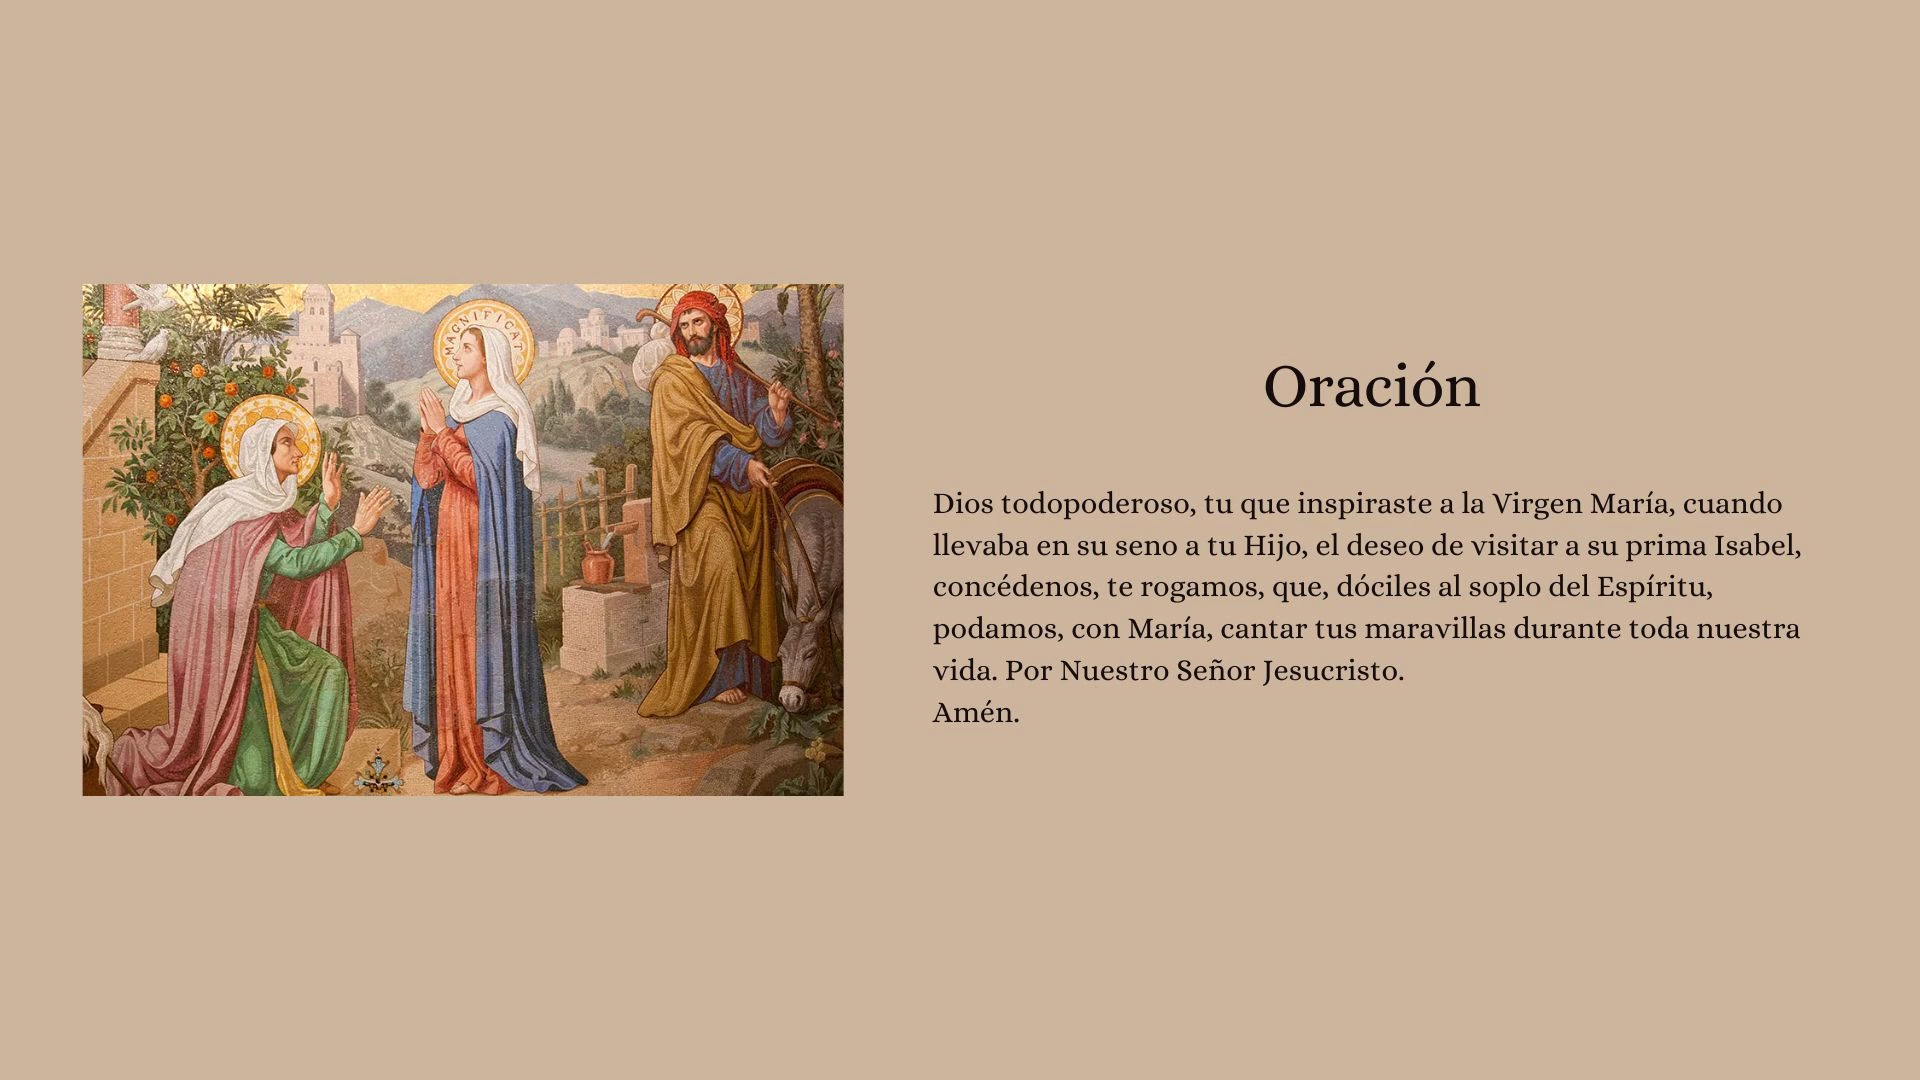 MAGNIFICAT
Oración
Dios todopoderoso, tu que inspiraste a la Virgen María, cuando
llevaba en su seno a tu Hijo, el deseo de visitar a su prima Isabel,
concédenos, te rogamos, que, dóciles al soplo del Espíritu,
podamos, con María, cantar tus maravillas durante toda nuestra
vida. Por Nuestro Señor Jesucristo.
Amén.